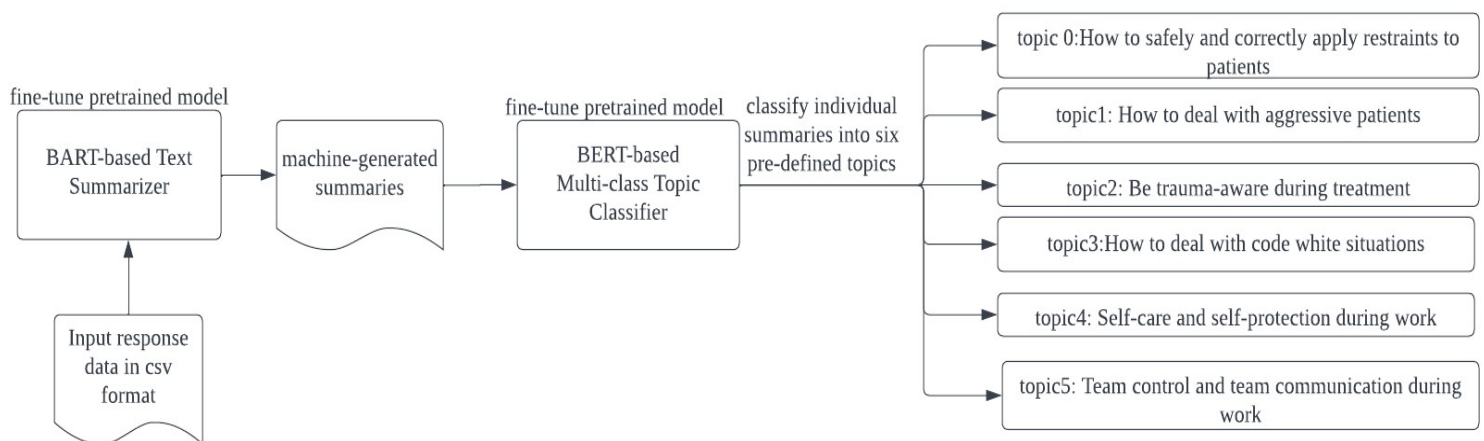 fine-tune pretrained model
BART-based Text
Summarizer
Input response
data in csv
format
machine-generated
summaries
fine-tune pretrained model
BERT-based
Multi-class Topic
Classifier
classify individual
summaries into six
pre-defined topics
topic 0:How to safely and correctly apply restraints to
patients
topic1: How to deal with aggressive patients
topic2: Be trauma-aware during treatment
topic3:How to deal with code white situations
topic4: Self-care and self-protection during work
topic5: Team control and team communication during
work